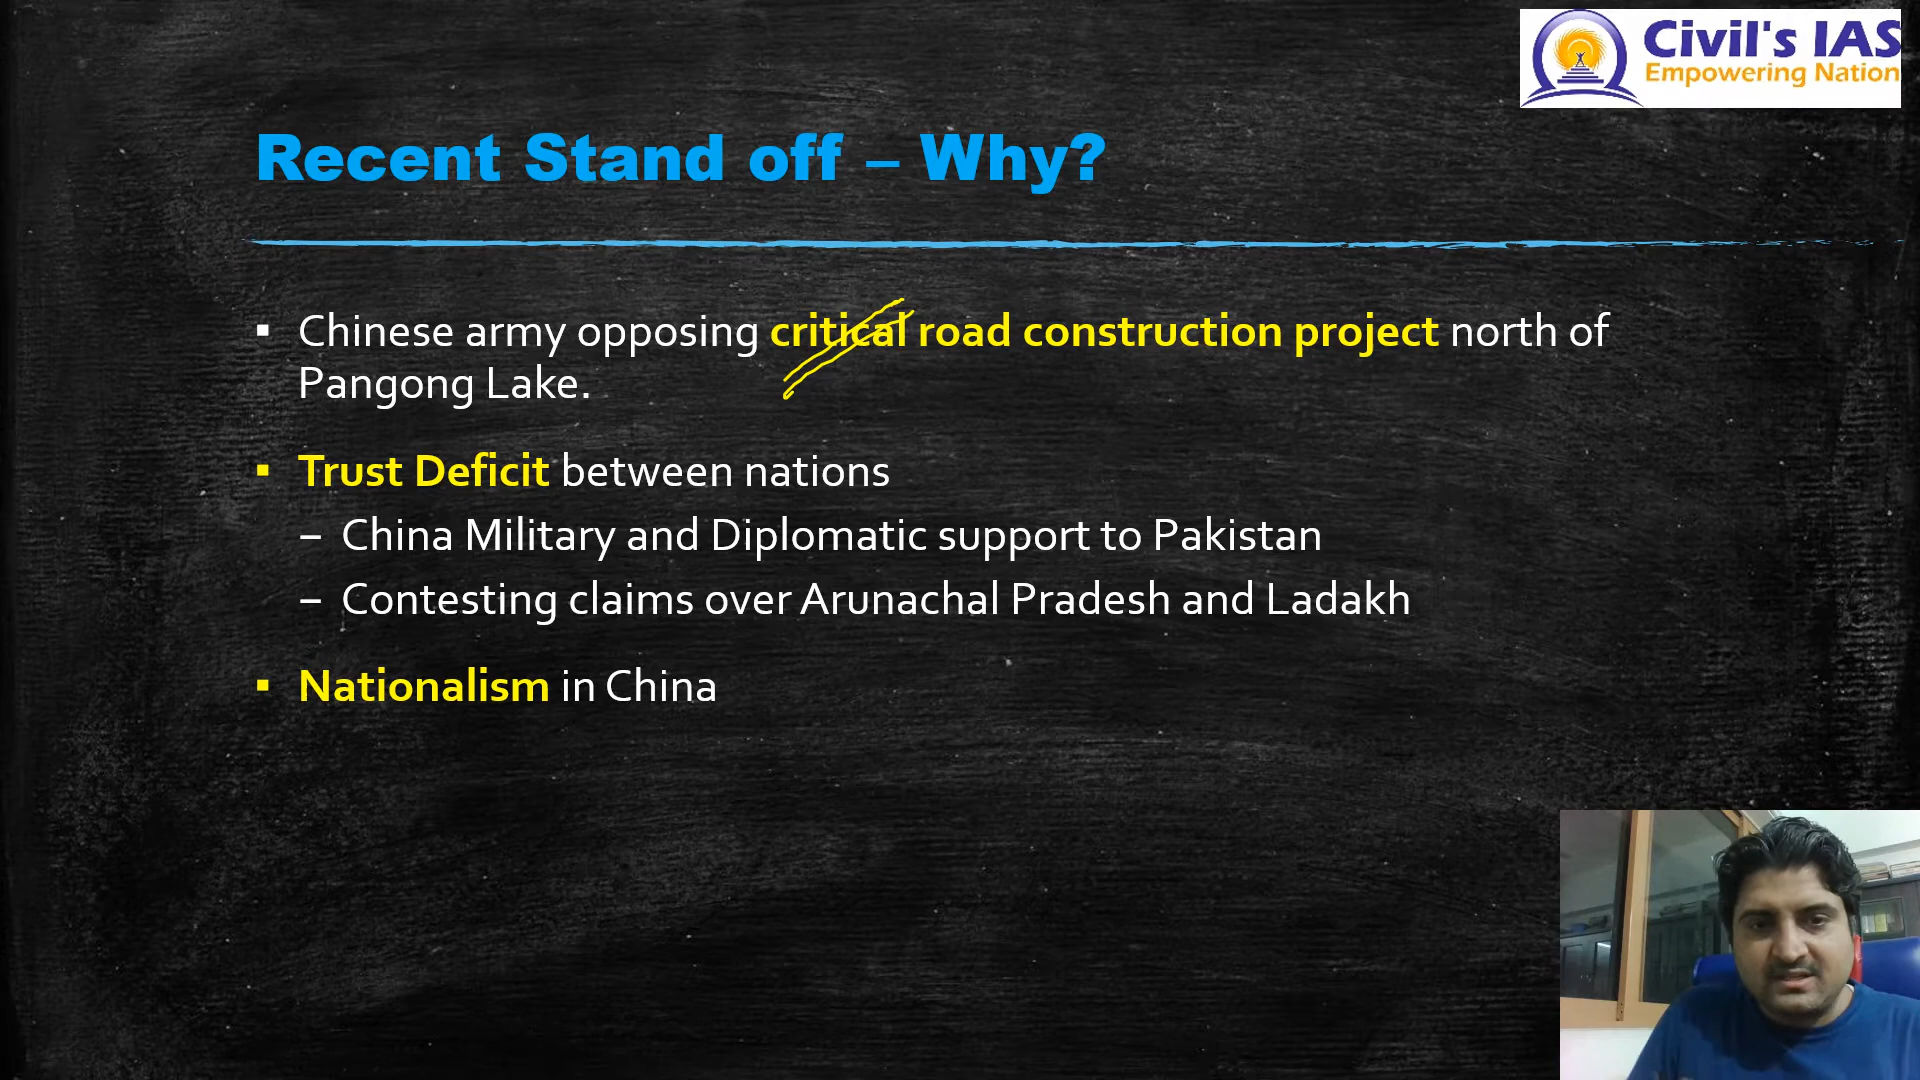 Civil's IAS
Empowering Nation
Recent Stand off – Why?
▪ Chinese army opposing critical road construction project north of
Pangong Lake.
▪ Trust Deficit between nations
– China Military and Diplomatic support to Pakistan
– Contesting claims over Arunachal Pradesh and Ladakh
▪ Nationalism in China